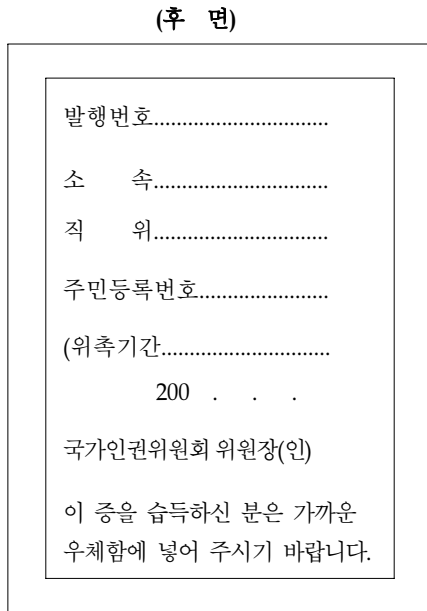 (후 면)
발행번호...............................
소 속...............................
직 위...............................
주민등록번호.......................
(위촉기간..............................
200 . . .
국가인권위원회 위원장(인)
이 증을 습득하신 분은 가까운
우체함에 넣어 주시기 바랍니다.